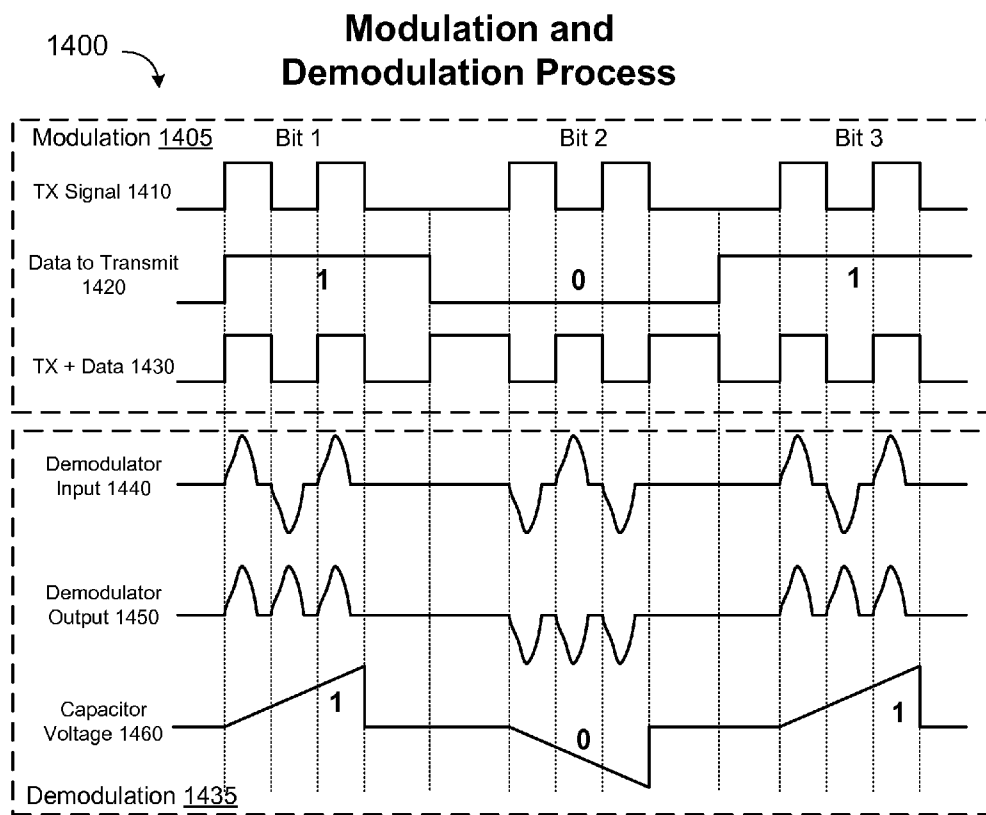 Modulation and
Demodulation Process
1400
Modulation 1405
Bit 1
Bit 2
Bit 3
TX Signal 1410
Data to Transmit
1420
1
0
1
TX + Data 1430
Demodulator
Input 1440
Demodulator
Output 1450
Capacitor
Voltage 1460
1
0
1
Demodulation 1435